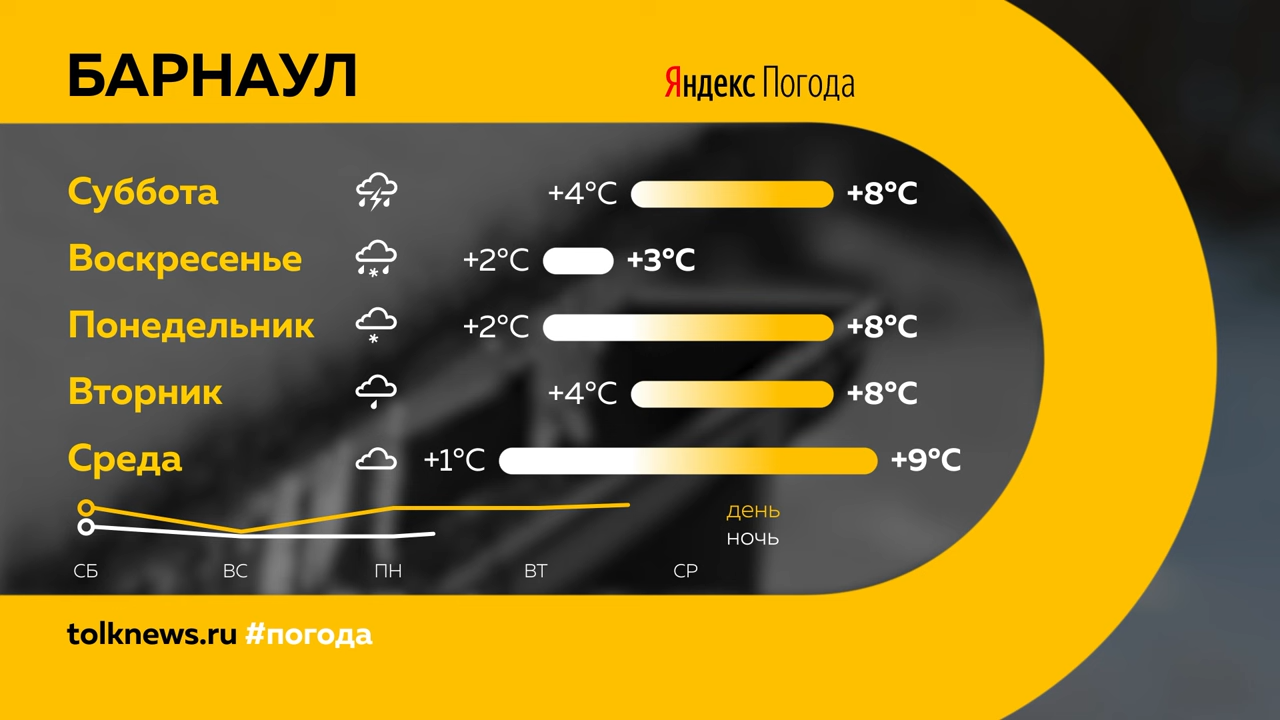 БАРНАУЛ
Яндекс Погода
Суббота +4°C +8°C
Воскресенье +2°C +3°C
Понедельник +2°C +8°C
Вторник +4°C +8°C
Среда +1°C +9°C
день
ночь
СБ ВС ПН ВТ СР
tolknews.ru #погода